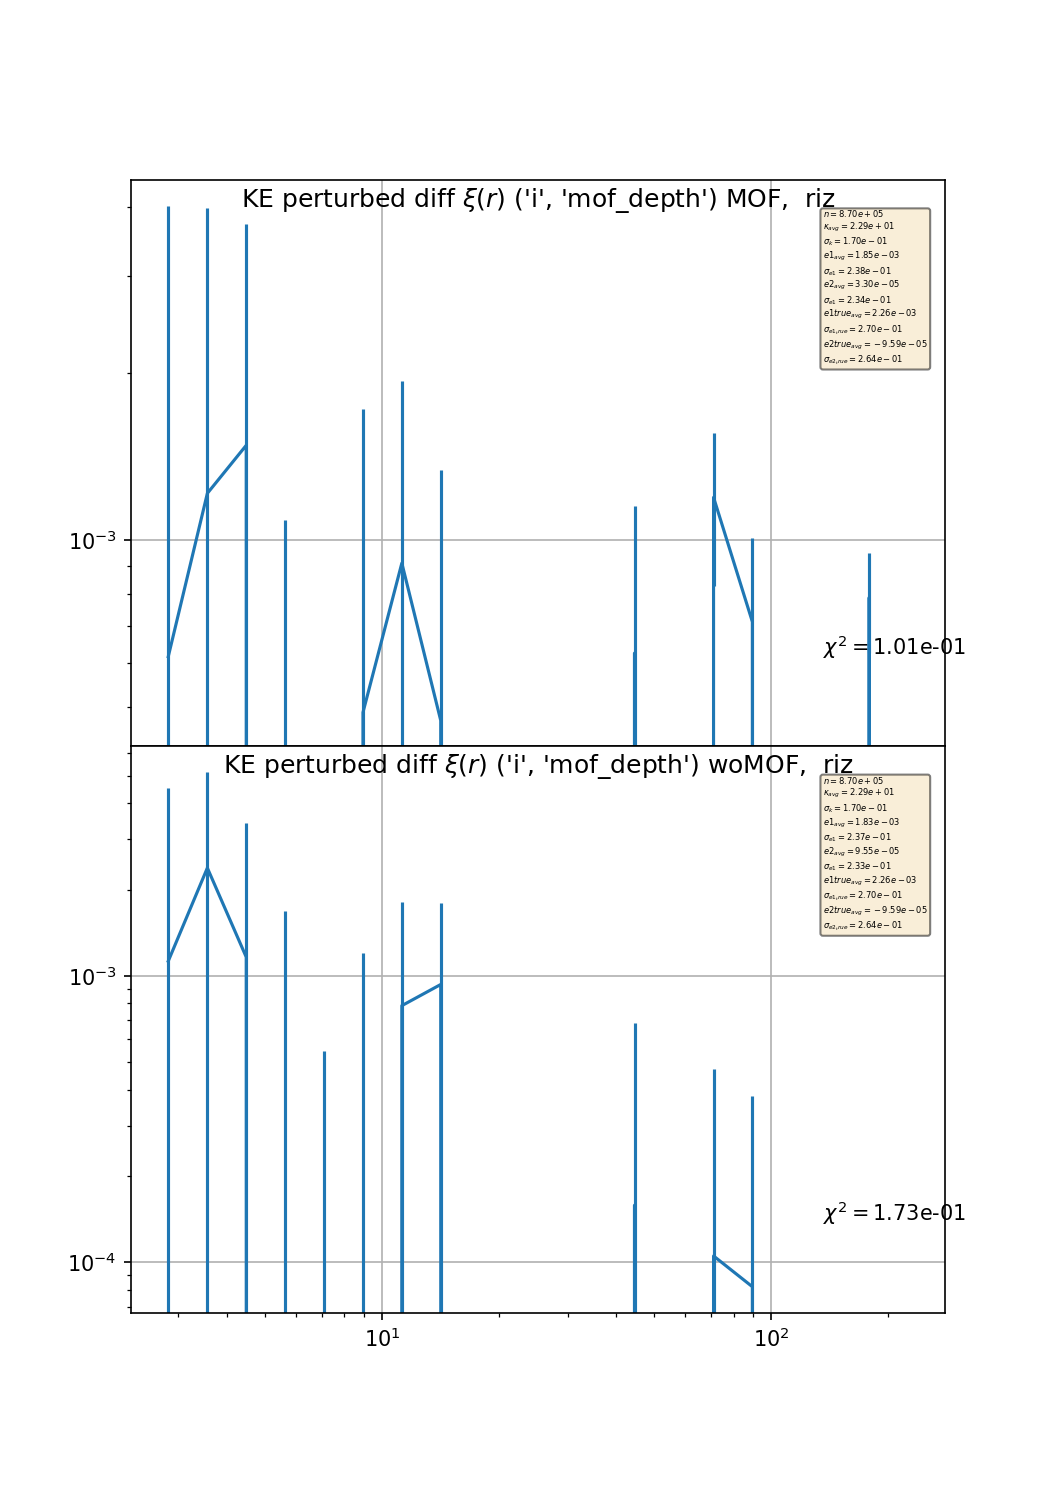 KE perturbed diff ξ(r) ('i', 'mof_depth') MOF, riz
n = 8.70e + 05
κavg = 2.29e + 01
σk = 1.70e − 01
e1avg = 1.85e − 03
σe1 = 2.38e − 01
e2avg = 3.30e − 05
σe1 = 2.34e − 01
e1trueavg = 2.26e − 03
σe1,true = 2.70e − 01
e2trueavg = − 9.59e − 05
σe2,true = 2.64e − 01
10⁻³
χ² = 1.01e-01
KE perturbed diff ξ(r) ('i', 'mof_depth') woMOF, riz
n = 8.70e + 05
κavg = 2.29e + 01
σk = 1.70e − 01
e1avg = 1.83e − 03
σe1 = 2.37e − 01
e2avg = 9.55e − 05
σe1 = 2.33e − 01
e1trueavg = 2.26e − 03
σe1,true = 2.70e − 01
e2trueavg = − 9.59e − 05
σe2,true = 2.64e − 01
10⁻³
χ² = 1.73e-01
10⁻⁴
10¹ 10²